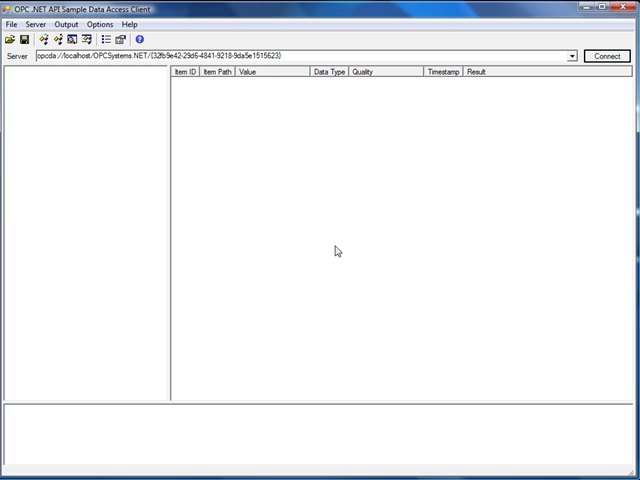 OPC .NET API Sample Data Access Client
File Server Output Options Help
Server opcda://localhost/OPCSystems.NET/{32fb9e42-29d6-4841-9218-9da5e1515623} Connect
Item ID Item Path Value Data Type Quality Timestamp Result